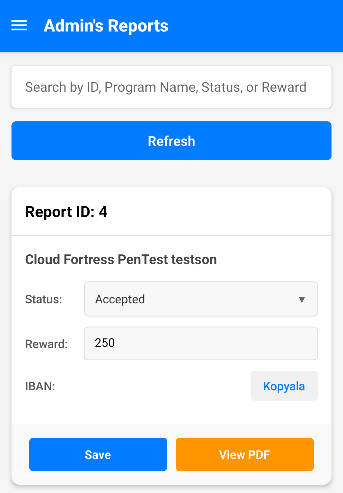 Admin's Reports
Search by ID, Program Name, Status, or Reward
Refresh
Report ID: 4
Cloud Fortress PenTest testson
Status: Accepted
Reward: 250
IBAN: Kopyala
Save View PDF